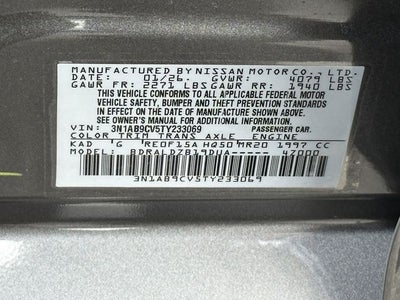 MANUFACTURED BY NISSAN MOTOR CO., LTD.
DATE: 01/26. GVWR: 4079 LBS
GAWR FR: 2271 LBS GAWR RR: 1940 LBS
THIS VEHICLE CONFORMS TO ALL APPLICABLE FEDERAL MOTOR
VEHICLE SAFETY, BUMPER AND THEFT PREVENTION STANDARDS
IN EFFECT ON THE DATE OF MANUFACTURE SHOWN ABOVE.
SEE OWNER'S MANUAL FOR ADDITIONAL INFORMATION
3N1AB9CV5TY233069 PASSENGER CAR.
COLOR TRIM TRANS AXLE ENGINE
KAD 'G RE0F15A HQ50 MR20 1997 CC
MODEL: BDRALDZB19DUA- 47000
3N1AB9CV5TY233069